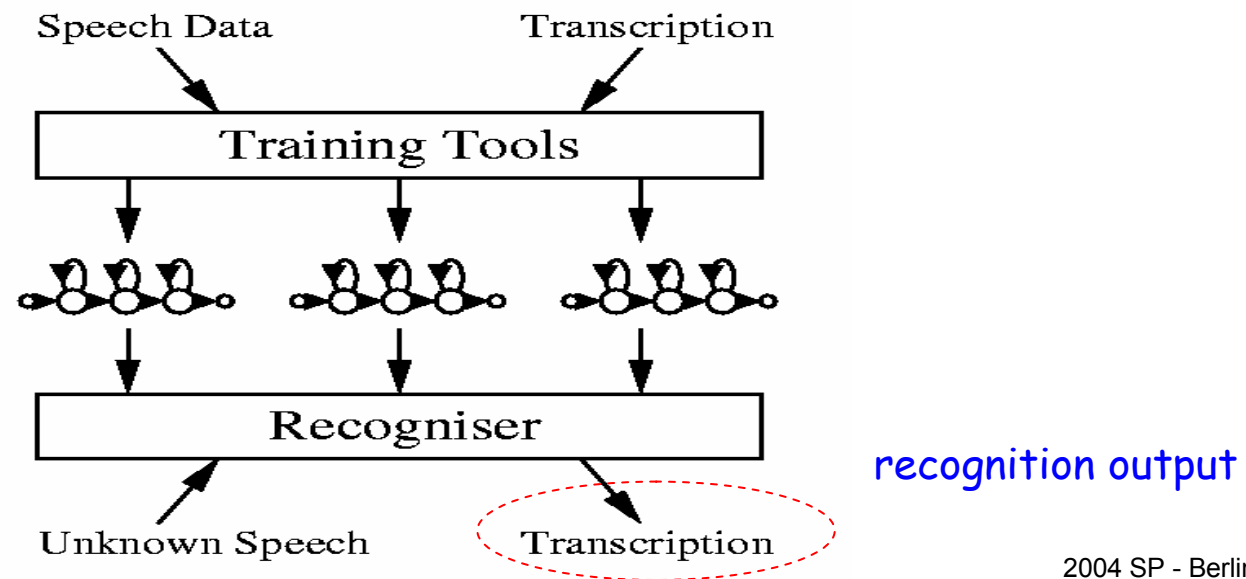 Speech Data Transcription
Training Tools
Recogniser
recognition output
Unknown Speech Transcription
2004 SP - Berlin